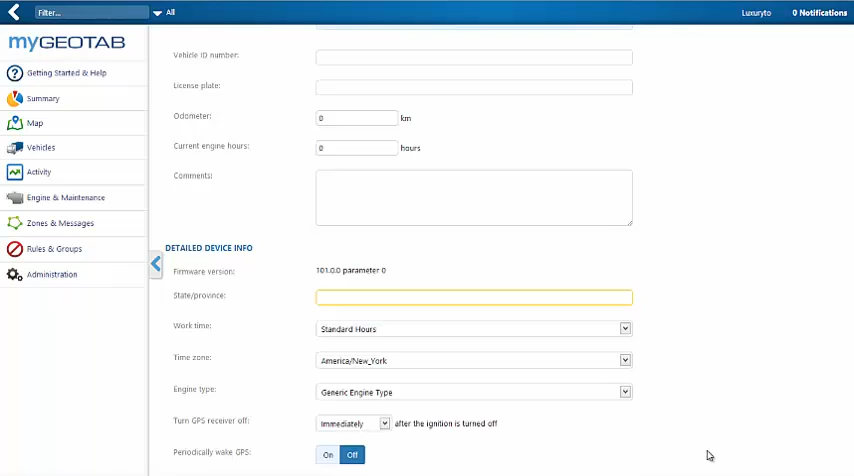 Filter...
All
Luxuryto
0 Notifications
myGEOTAB
Getting Started & Help
Summary
Map
Vehicles
Activity
Engine & Maintenance
Zones & Messages
Rules & Groups
Administration
Vehicle ID number:
License plate:
Odometer:
0 km
Current engine hours:
0 hours
Comments:
DETAILED DEVICE INFO
Firmware version:
101.0.0 parameter 0
State/province:
Work time:
Standard Hours
Time zone:
America/New_York
Engine type:
Generic Engine Type
Turn GPS receiver off:
Immediately after the ignition is turned off
Periodically wake GPS:
On Off